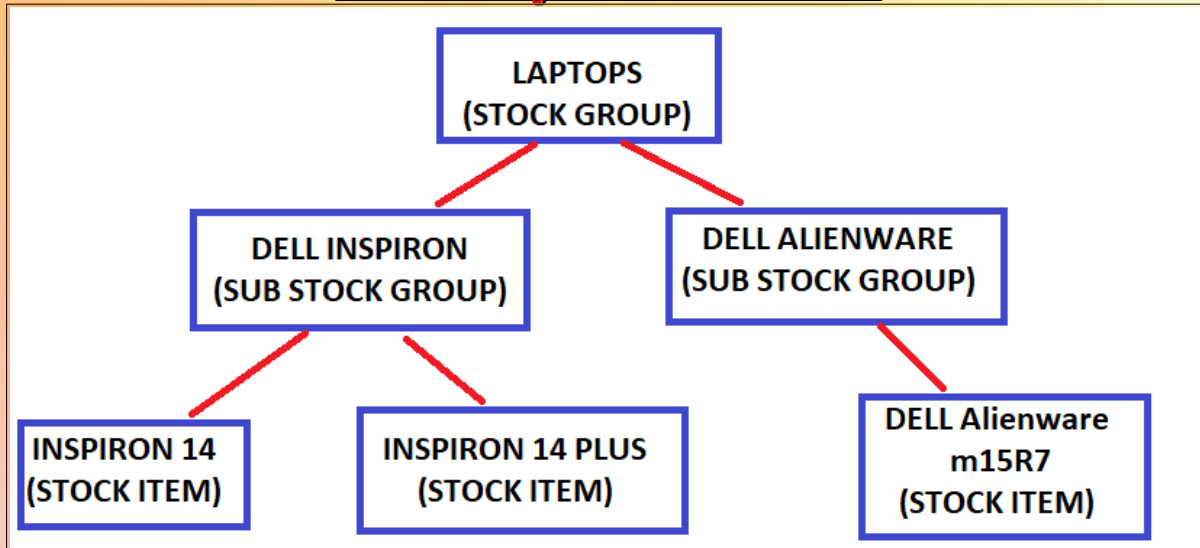 LAPTOPS
(STOCK GROUP)
DELL INSPIRON
(SUB STOCK GROUP)
DELL ALIENWARE
(SUB STOCK GROUP)
INSPIRON 14
(STOCK ITEM)
INSPIRON 14 PLUS
(STOCK ITEM)
DELL Alienware
m15R7
(STOCK ITEM)